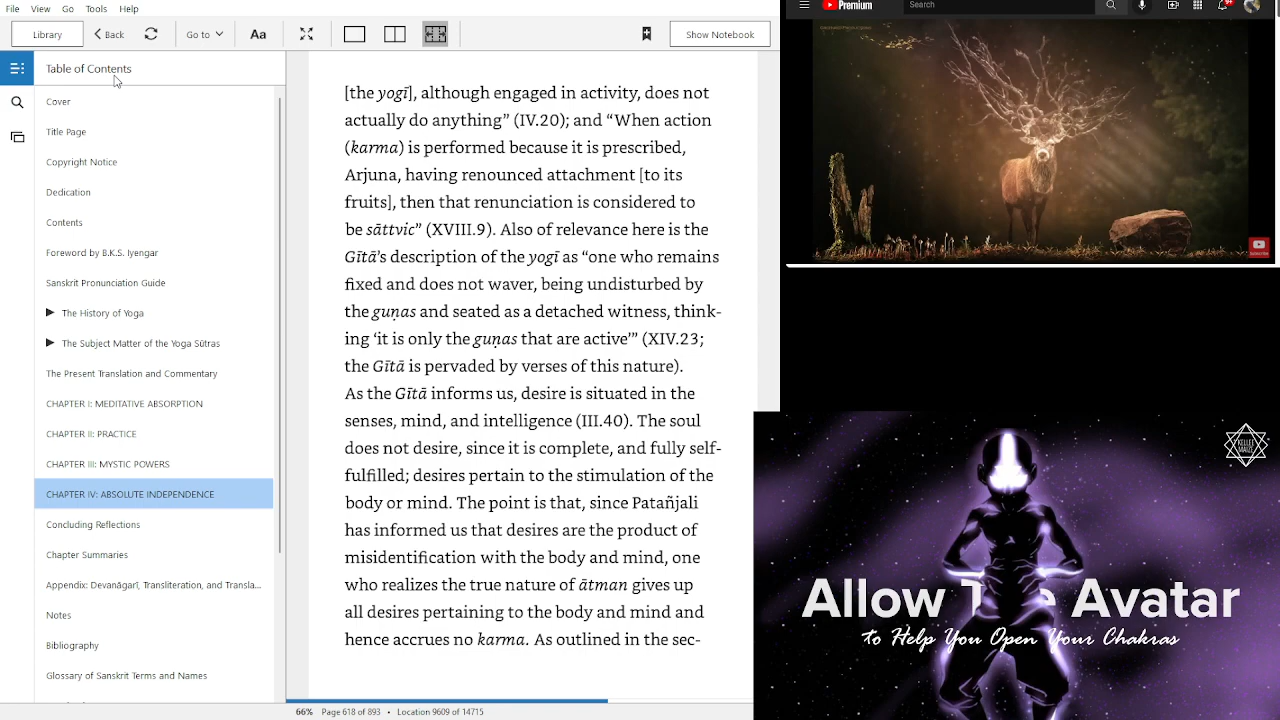 File
View
Go
Tools
Help
Library
Back
Go to
Aa
Show Notebook
Table of Contents
Cover
Title Page
Copyright Notice
Dedication
Contents
Foreword by B.K.S. Iyengar
Sanskrit Pronunciation Guide
The History of Yoga
The Subject Matter of the Yoga Sūtras
The Present Translation and Commentary
CHAPTER I: MEDITATIVE ABSORPTION
CHAPTER II: PRACTICE
CHAPTER III: MYSTIC POWERS
CHAPTER IV: ABSOLUTE INDEPENDENCE
Concluding Reflections
Chapter Summaries
Appendix: Devanāgarī, Transliteration, and Transla...
Notes
Bibliography
Glossary of Sanskrit Terms and Names
[the yogī], although engaged in activity, does not
actually do anything” (IV.20); and “When action
(karma) is performed because it is prescribed,
Arjuna, having renounced attachment [to its
fruits], then that renunciation is considered to
be sāttvic” (XVIII.9). Also of relevance here is the
Gītā’s description of the yogī as “one who remains
fixed and does not waver, being undisturbed by
the guṇas and seated as a detached witness, think-
ing ‘it is only the guṇas that are active’” (XIV.23;
the Gītā is pervaded by verses of this nature).
As the Gītā informs us, desire is situated in the
senses, mind, and intelligence (III.40). The soul
does not desire, since it is complete, and fully self-
fulfilled; desires pertain to the stimulation of the
body or mind. The point is that, since Patañjali
has informed us that desires are the product of
misidentification with the body and mind, one
who realizes the true nature of ātman gives up
all desires pertaining to the body and mind and
hence accrues no karma. As outlined in the sec-
66% Page 618 of 893 • Location 9609 of 14715
Premium
Search
9+
Subscribe
Allow The Avatar
to Help You Open Your Chakras